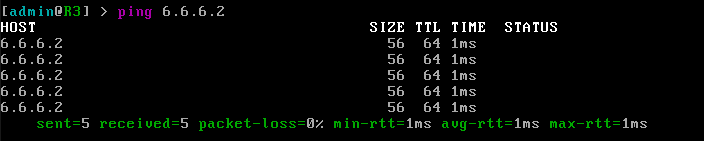 [admin@R3] > ping 6.6.6.2
HOST SIZE TTL TIME STATUS
6.6.6.2 56 64 1ms
6.6.6.2 56 64 1ms
6.6.6.2 56 64 1ms
6.6.6.2 56 64 1ms
6.6.6.2 56 64 1ms
sent=5 received=5 packet-loss=0% min-rtt=1ms avg-rtt=1ms max-rtt=1ms